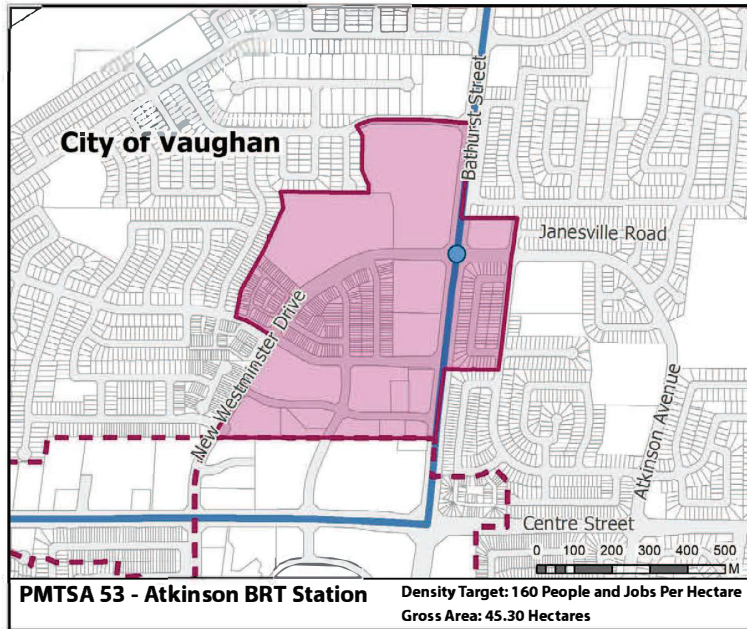 City of Vaughan
Bathurst Street
Janesville Road
New Westminster Drive
Atkinson Avenue
Centre Street
0 100 200 300 400 500
M
PMTSA 53 - Atkinson BRT Station
Density Target: 160 People and Jobs Per Hectare
Gross Area: 45.30 Hectares